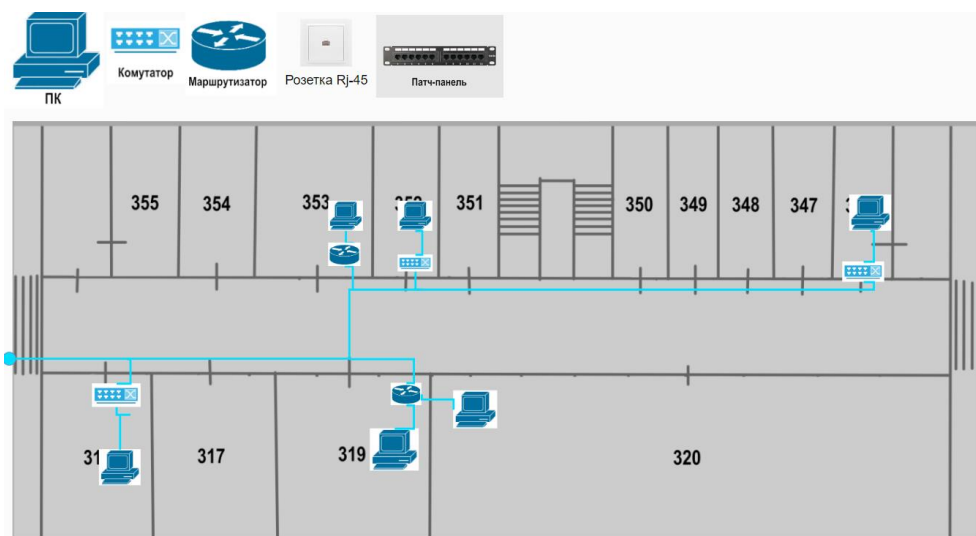 ПК
Комутатор
Маршрутизатор
Розетка Rj-45
Патч-панель
355
354
353
351
350
349
348
347
317
319
320